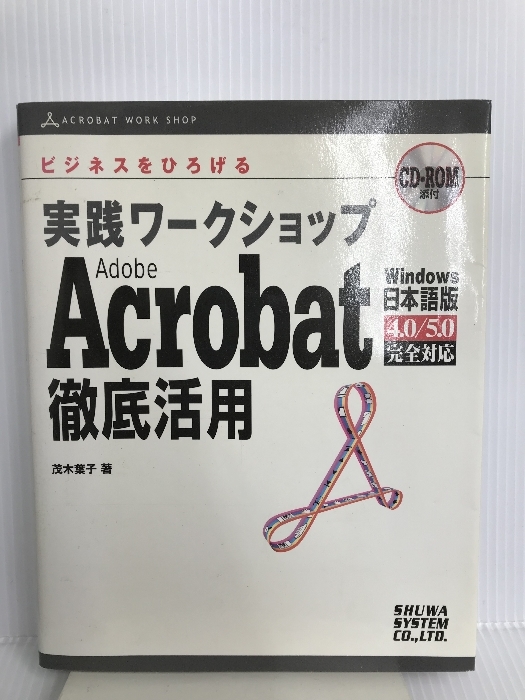 ACROBAT WORK SHOP
ビジネスをひろげる
CD-ROM
添付
実践ワークショップ
Adobe
Acrobat
Windows
日本語版
4.0/5.0
完全対応
徹底活用
茂木葉子 著
SHUWA
SYSTEM
CO.,LTD.